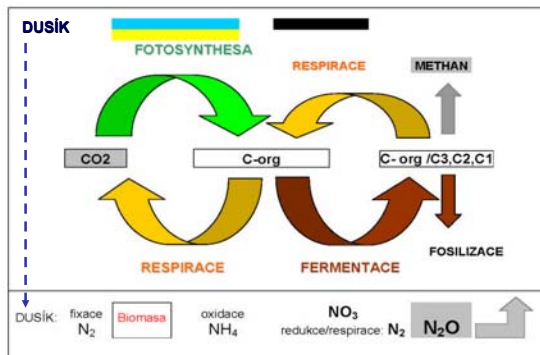 DUSÍK
FOTOSYNTHESA
RESPIRACE
METHAN
CO2
C-org
C- org /C3,C2,C1
FOSILIZACE
RESPIRACE
FERMENTACE
DUSÍK: fixace N₂ Biomasa oxidace NH₄ NO₃ redukce/respirace: N₂ N₂O